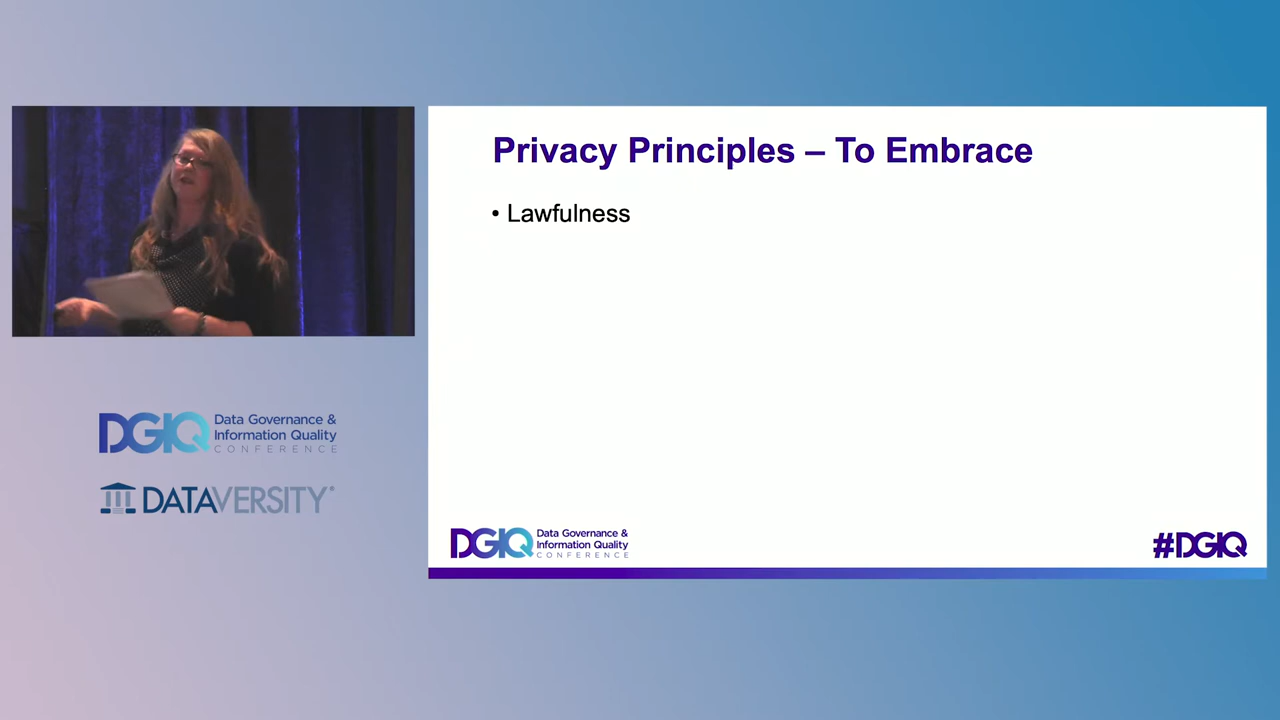 Privacy Principles – To Embrace
• Lawfulness
DGIQ
Data Governance &
Information Quality
CONFERENCE
DATAVERSITY
DGIQ
Data Governance &
Information Quality
CONFERENCE
#DGIQ